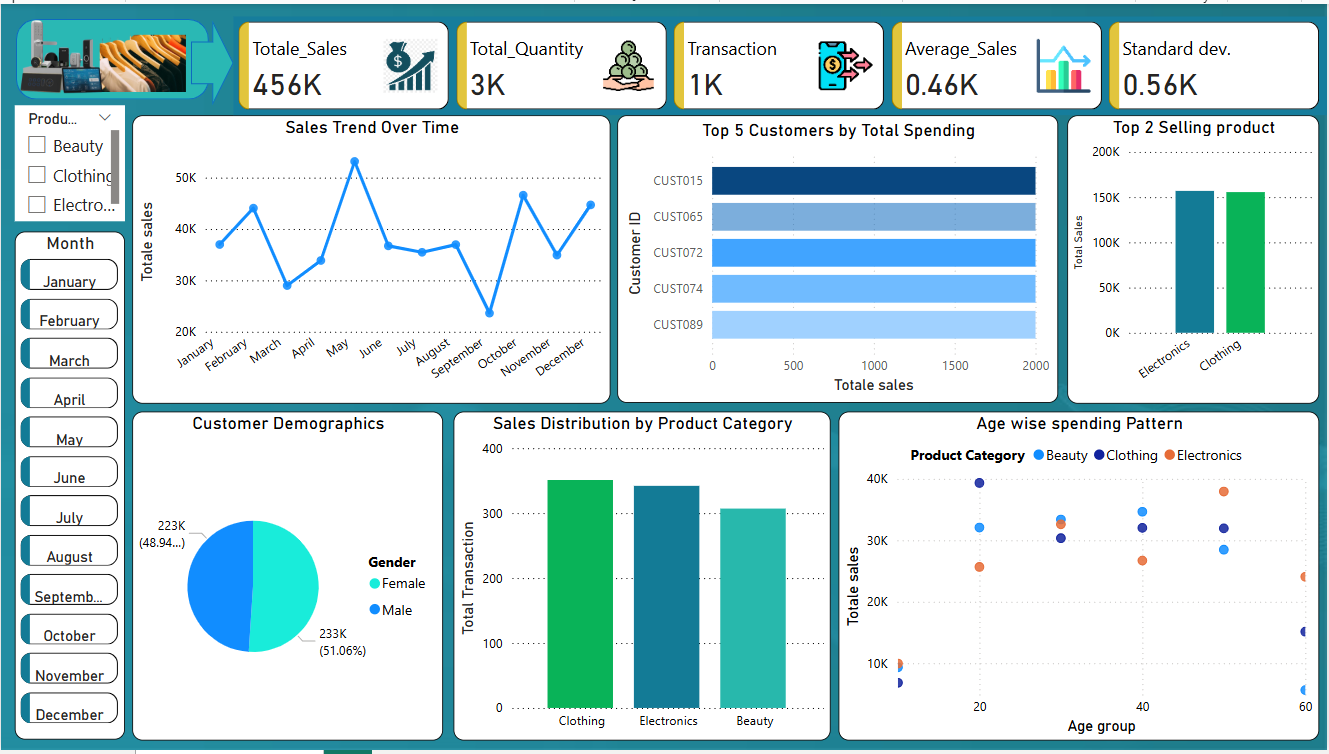 Totale_Sales
456K
Total_Quantity
3K
Transaction
1K
Average_Sales
0.46K
Standard dev.
0.56K
Produ...
Beauty
Clothing
Electro...
Month
January
February
March
April
May
June
July
August
Septemb...
October
November
December
Sales Trend Over Time
Totale sales
50K
40K
30K
20K
January
February
March
April
May
June
July
August
September
October
November
December
Top 5 Customers by Total Spending
Customer ID
CUST015
CUST065
CUST072
CUST074
CUST089
0 500 1000 1500 2000
Totale sales
Top 2 Selling product
Total Sales
200K
150K
100K
50K
0K
Electronics
Clothing
Customer Demographics
223K
(48.94...)
233K
(51.06%)
Gender
Female
Male
Sales Distribution by Product Category
Total Transaction
400
300
200
100
0
Clothing Electronics Beauty
Age wise spending Pattern
Product Category Beauty Clothing Electronics
Totale sales
40K
30K
20K
10K
20 40 60
Age group